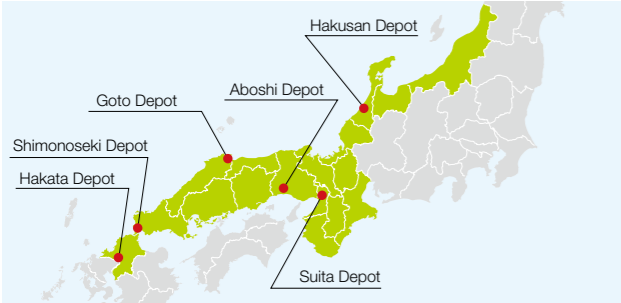 Hakusan Depot
Aboshi Depot
Goto Depot
Shimonoseki Depot
Hakata Depot
Suita Depot